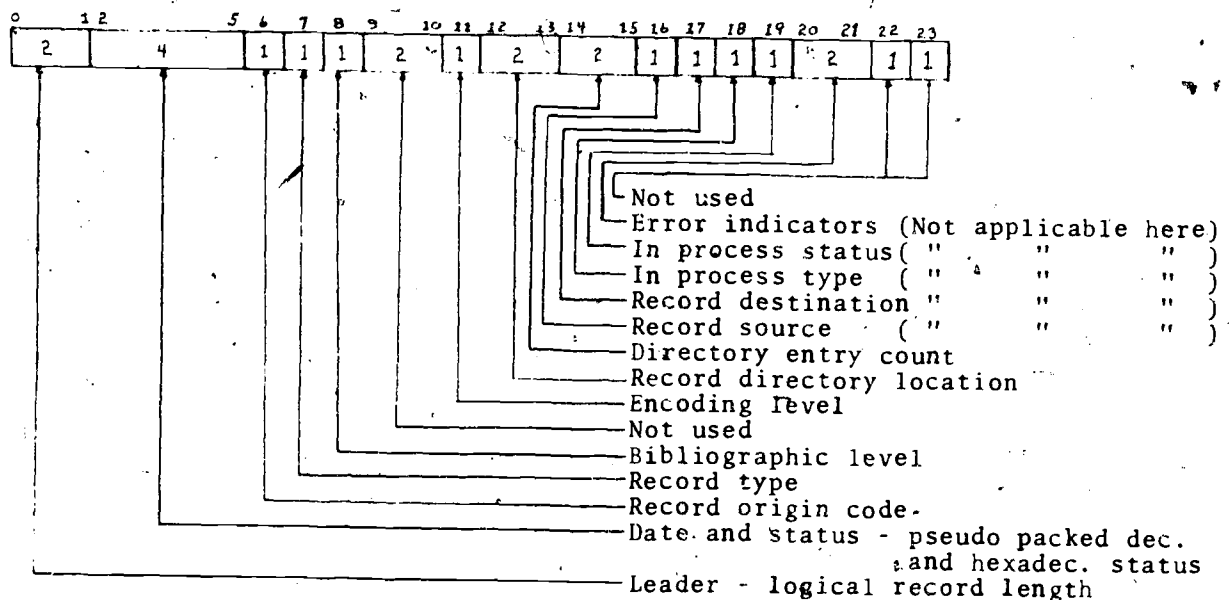 0 1 2 5 6 7 8 9 10 11 12 13 14 15 16 17 18 19 20 21 22 23
2 4 1 1 1 2 1 2 2 1 1 1 1 2 1 1
Not used
Error indicators (Not applicable here)
In process status( " " " )
In process type ( " " " )
Record destination " " " )
Record source ( " " " )
Directory entry count
Record directory location
Encoding level
Not used
Bibliographic level
Record type
Record origin code
Date and status - pseudo packed dec.
and hexadec. status
Leader - logical record length